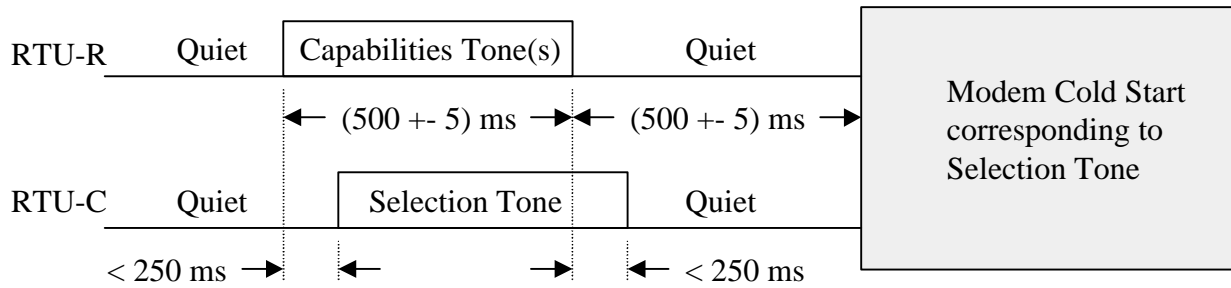 RTU-R Quiet Capabilities Tone(s) Quiet
(500 +- 5) ms (500 +- 5) ms
Modem Cold Start
corresponding to
Selection Tone
RTU-C Quiet Selection Tone Quiet
< 250 ms < 250 ms